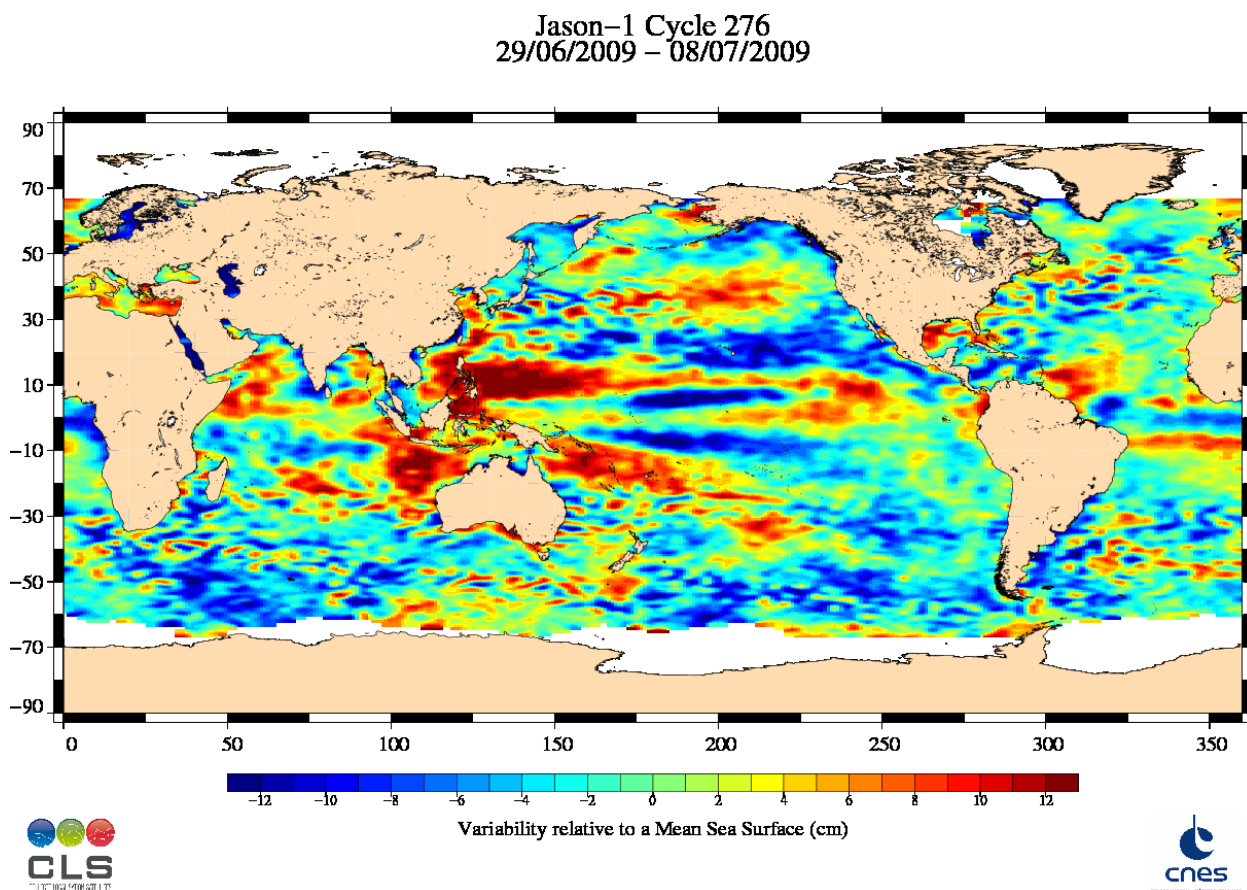 Jason−1 Cycle 276
29/06/2009 − 08/07/2009
90
70
50
30
10
−10
−30
−50
−70
−90
0 50 100 150 200 250 300 350
−12 −10 −8 −6 −4 −2 0 2 4 6 8 10 12
Variability relative to a Mean Sea Surface (cm)
CLS
cnes